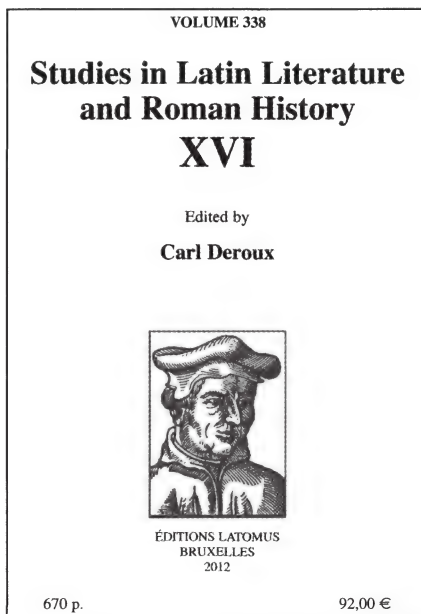 VOLUME 338
Studies in Latin Literature
and Roman History
XVI
Edited by
Carl Deroux
ÉDITIONS LATOMUS
BRUXELLES
2012
670 p. 92,00 €